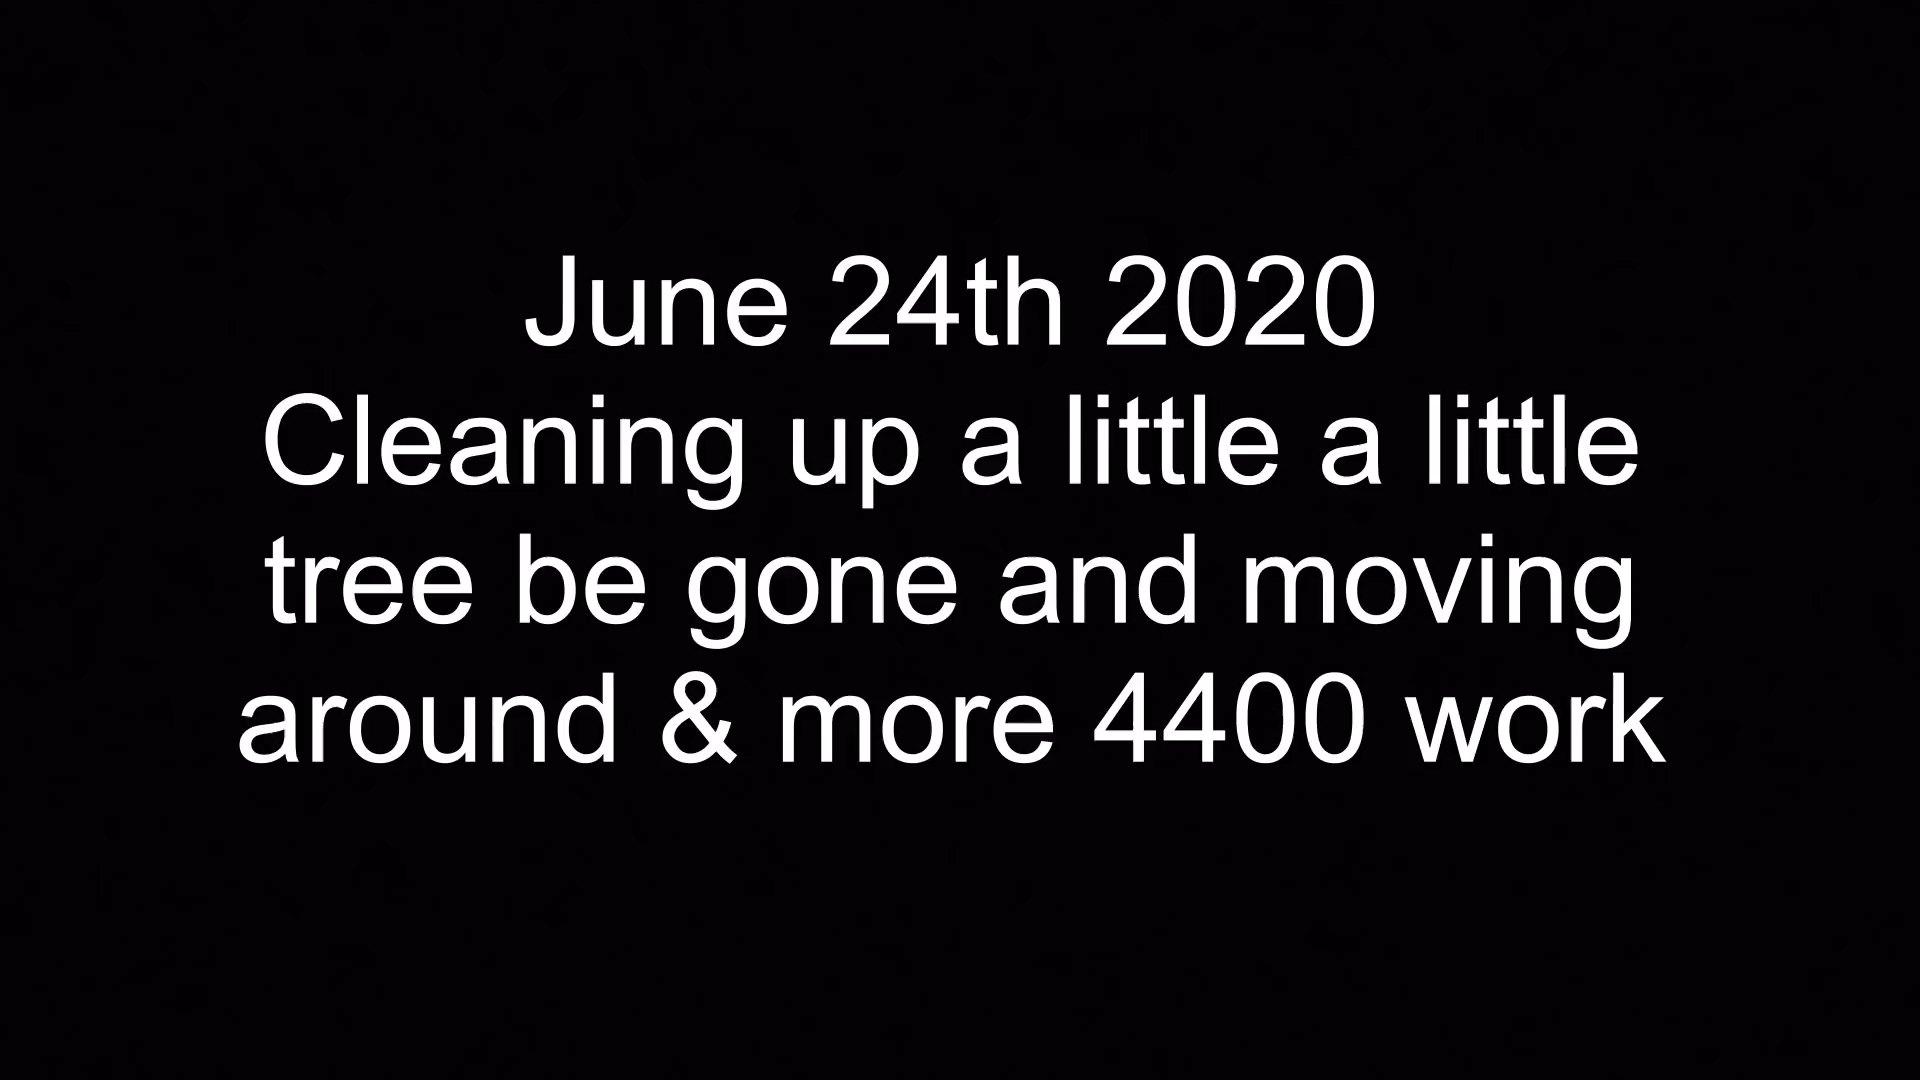 June 24th 2020
Cleaning up a little a little
tree be gone and moving
around & more 4400 work